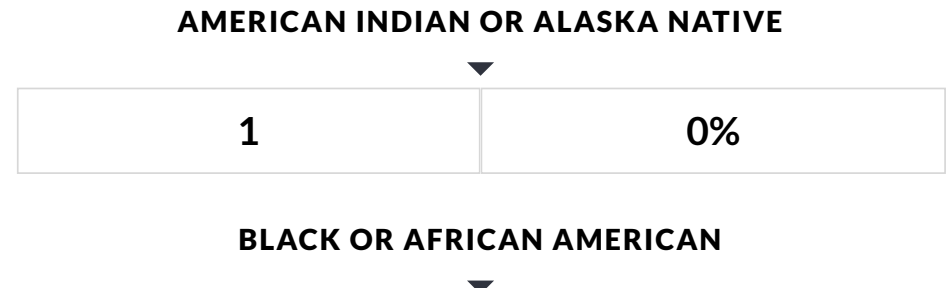 AMERICAN INDIAN OR ALASKA NATIVE
1 0%
BLACK OR AFRICAN AMERICAN